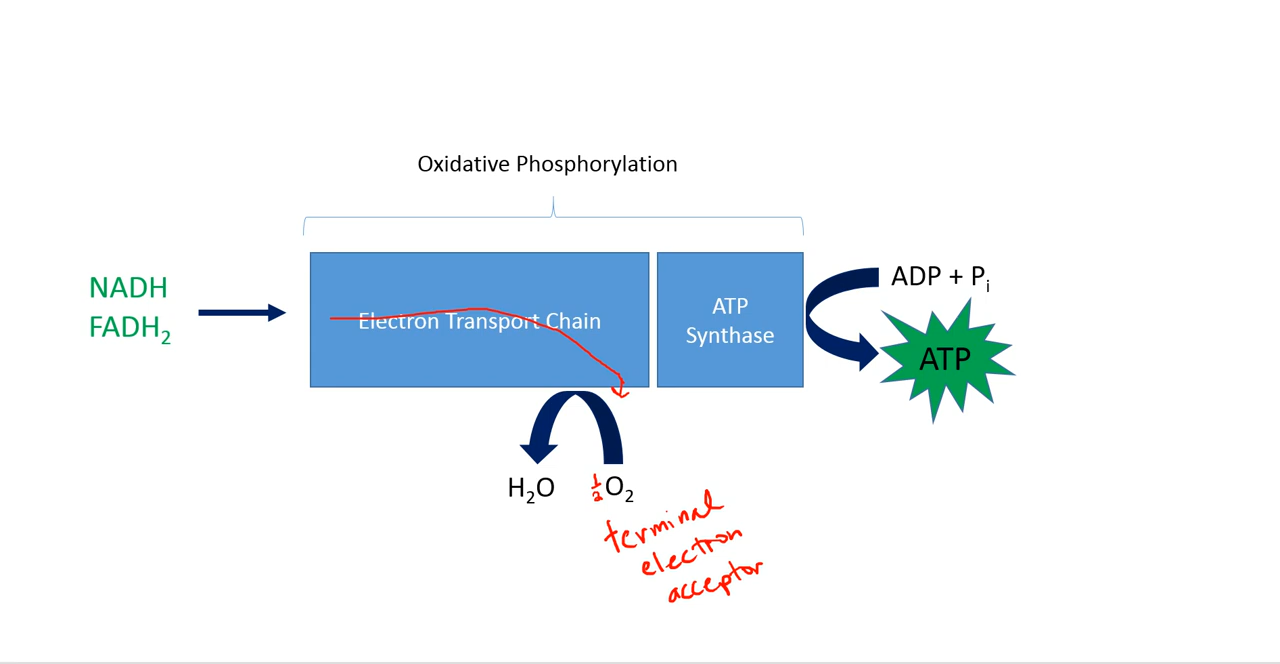 Oxidative Phosphorylation
NADH
FADH₂
Electron Transport Chain
ATP
Synthase
ADP + Pᵢ
ATP
H₂O
½O₂
terminal
electron
acceptor